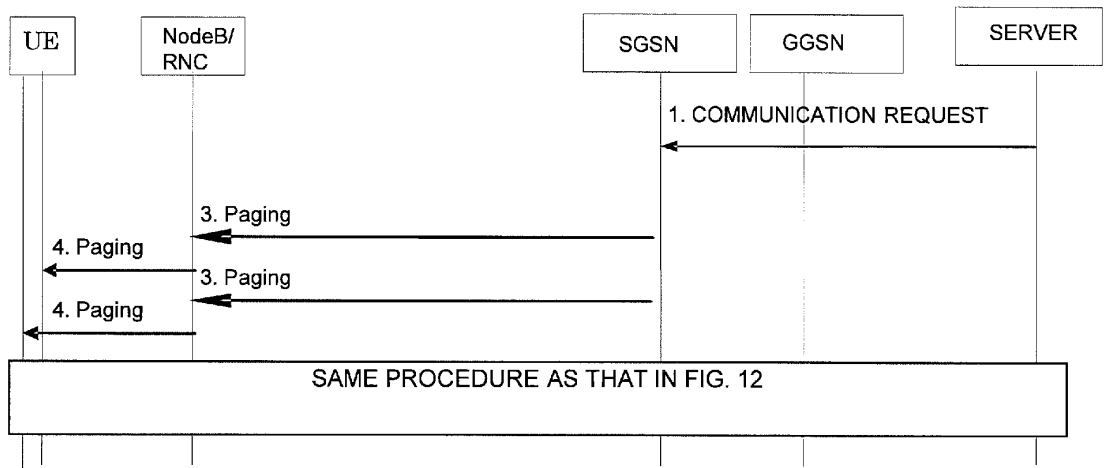 UE
NodeB/
RNC
SGSN
GGSN
SERVER
1. COMMUNICATION REQUEST
3. Paging
4. Paging
3. Paging
4. Paging
SAME PROCEDURE AS THAT IN FIG. 12